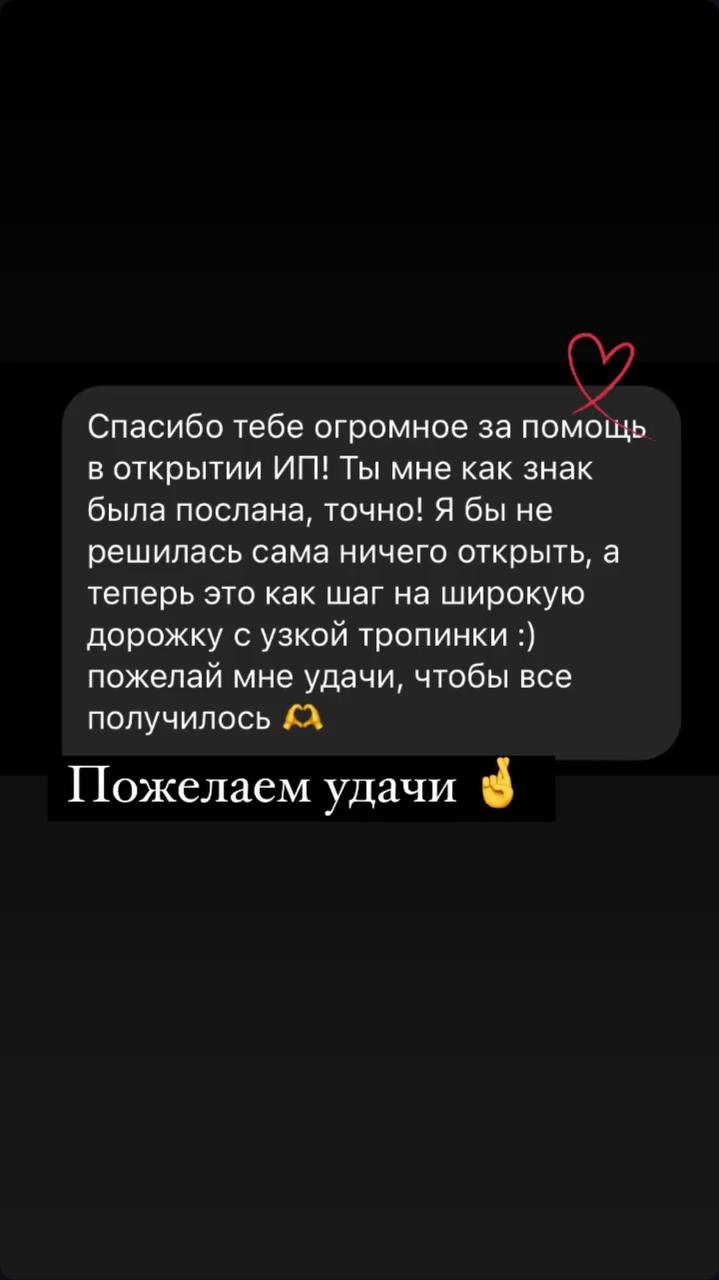 Спасибо тебе огромное за помощь
в открытии ИП! Ты мне как знак
была послана, точно! Я бы не
решилась сама ничего открыть, а
теперь это как шаг на широкую
дорожку с узкой тропинки :)
пожелай мне удачи, чтобы все
получилось 🫶
Пожелаем удачи 🤞